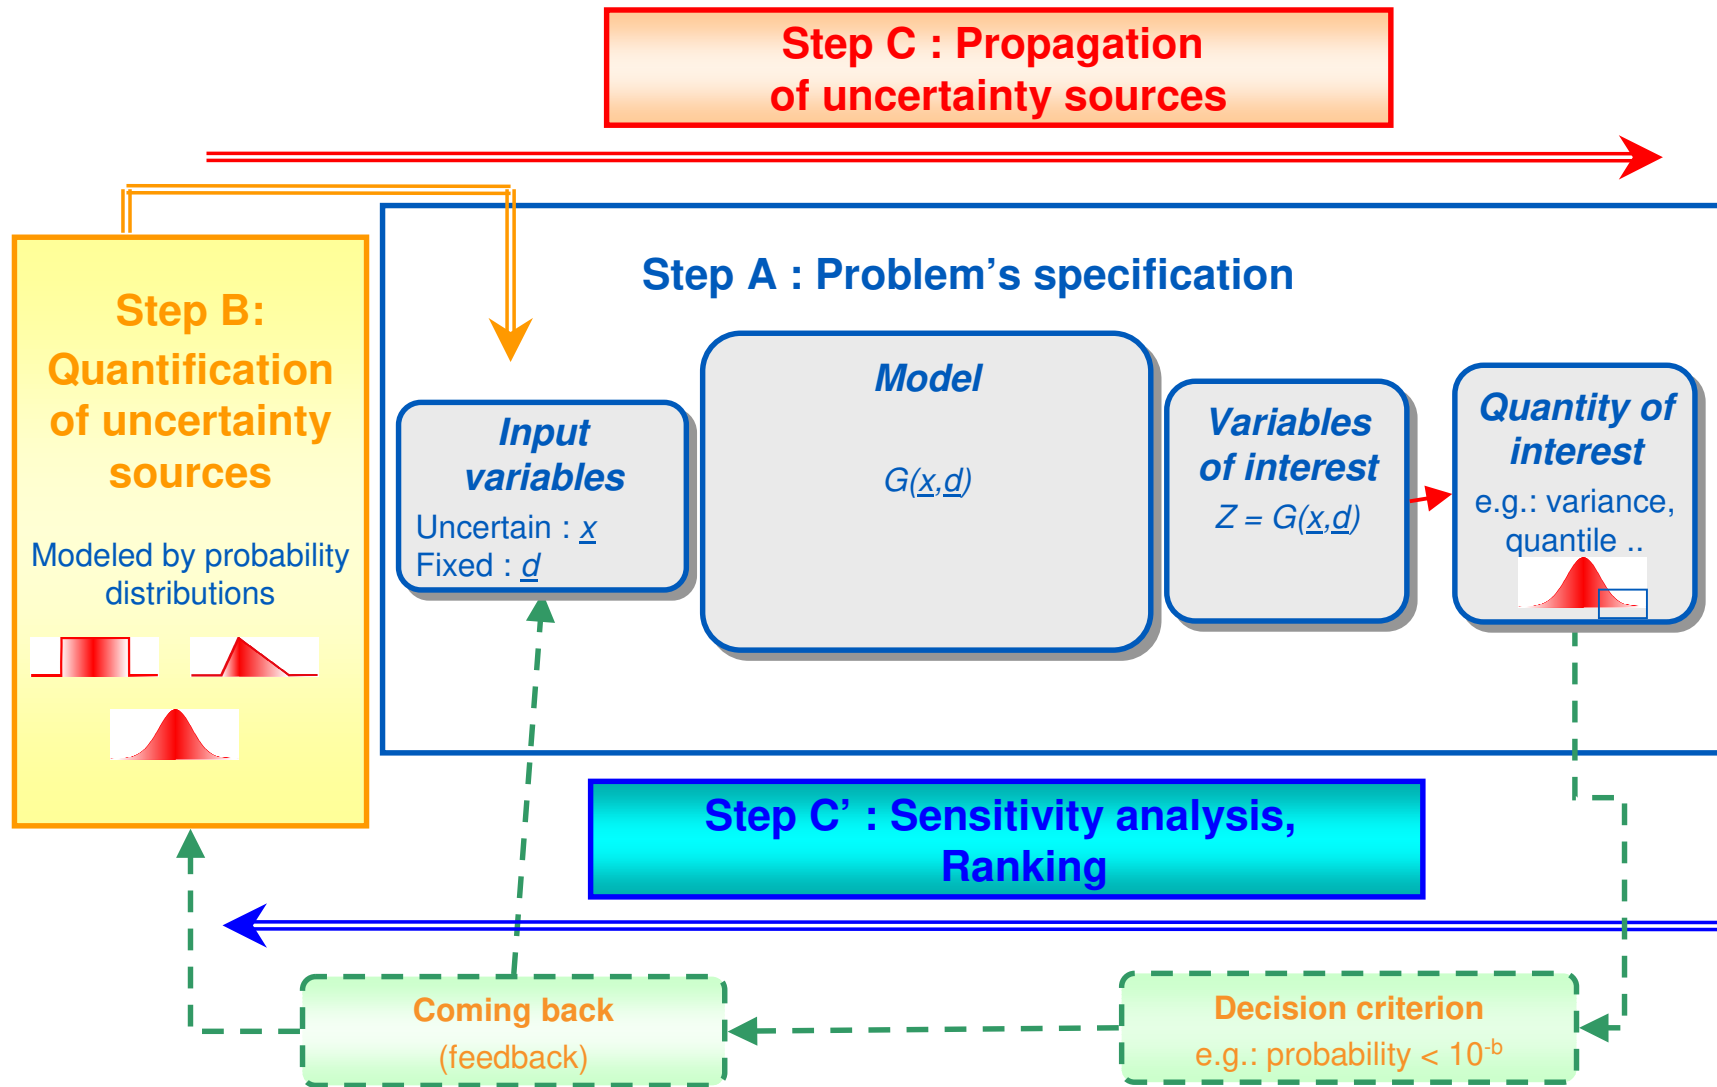 Step C : Propagation
of uncertainty sources
Step A : Problem’s specification
Step B:
Quantification
of uncertainty
sources
Modeled by probability
distributions
Input
variables
Uncertain : x
Fixed : d
Model
G(x,d)
Variables
of interest
Z = G(x,d)
Quantity of
interest
e.g.: variance,
quantile ..
Step C’ : Sensitivity analysis,
Ranking
Coming back
(feedback)
Decision criterion
e.g.: probability < 10⁻ᵇ